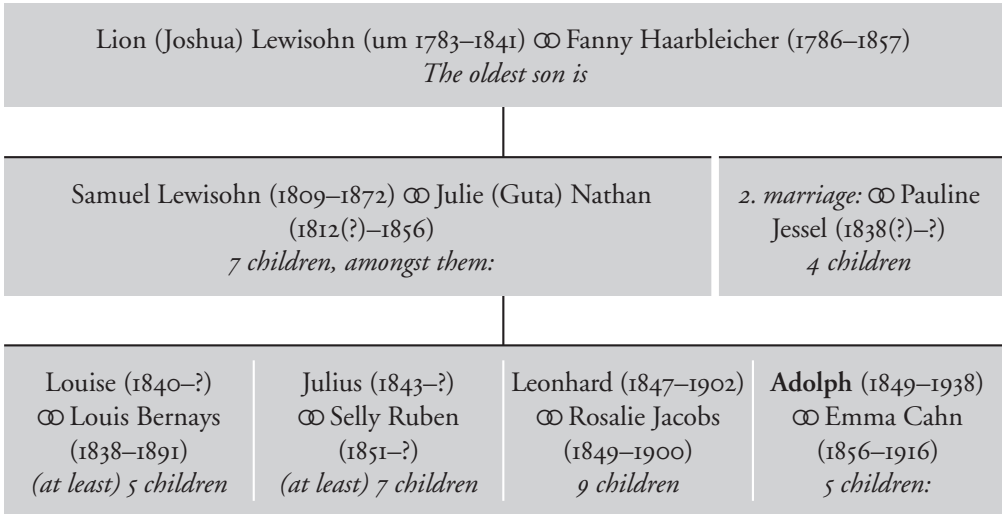 Lion (Joshua) Lewisohn (um 1783–1841) ⚭ Fanny Haarbleicher (1786–1857)
The oldest son is
Samuel Lewisohn (1809–1872) ⚭ Julie (Guta) Nathan
(1812(?)–1856)
7 children, amongst them:
2. marriage: ⚭ Pauline
Jessel (1838(?)–?)
4 children
Louise (1840–?)
⚭ Louis Bernays
(1838–1891)
(at least) 5 children
Julius (1843–?)
⚭ Selly Ruben
(1851–?)
(at least) 7 children
Leonhard (1847–1902)
⚭ Rosalie Jacobs
(1849–1900)
9 children
Adolph (1849–1938)
⚭ Emma Cahn
(1856–1916)
5 children: